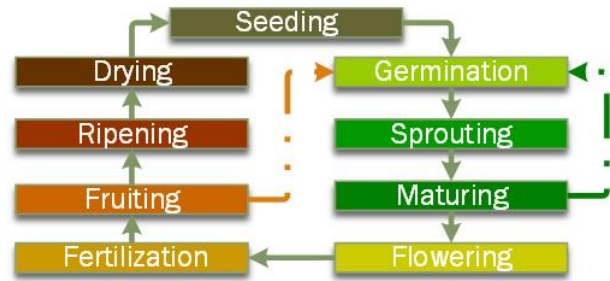 Seeding
Drying
Germination
Ripening
Sprouting
Fruiting
Maturing
Fertilization
Flowering